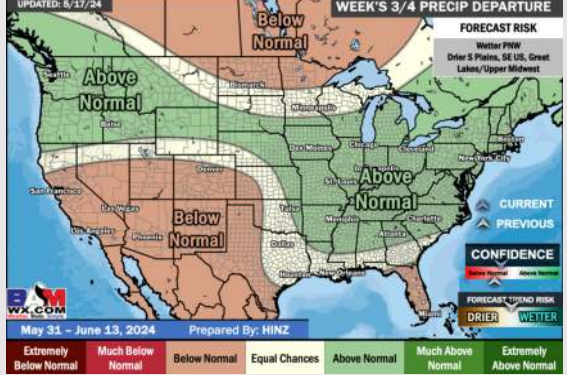 UPDATED: 5/17/24
WEEK'S 3/4 PRECIP DEPARTURE
FORECAST RISK
Wetter PNW
Drier S Plains, SE US, Great
Lakes/Upper Midwest
Below
Normal
Seattle
Above
Normal
Bismarck
Minneapolis
Boise
Boston
Chicago
Cleveland
Des Moines
New York City
Denver
Above
Normal
San Francisco
St. Louis
Las Vegas
Below
Normal
Tulsa
Memphis
Charlotte
Los Angeles
Phoenix
Atlanta
Dallas
Houston
New Orleans
Miami
CURRENT
PREVIOUS
CONFIDENCE
Below Normal
Above Normal
FORECAST TREND RISK
DRIER
WETTER
BAM
WX.COM
May 31 – June 13, 2024
Prepared By: HINZ
Extremely
Below Normal
Much Below
Normal
Below Normal
Equal Chances
Above Normal
Much Above
Normal
Extremely
Above Normal